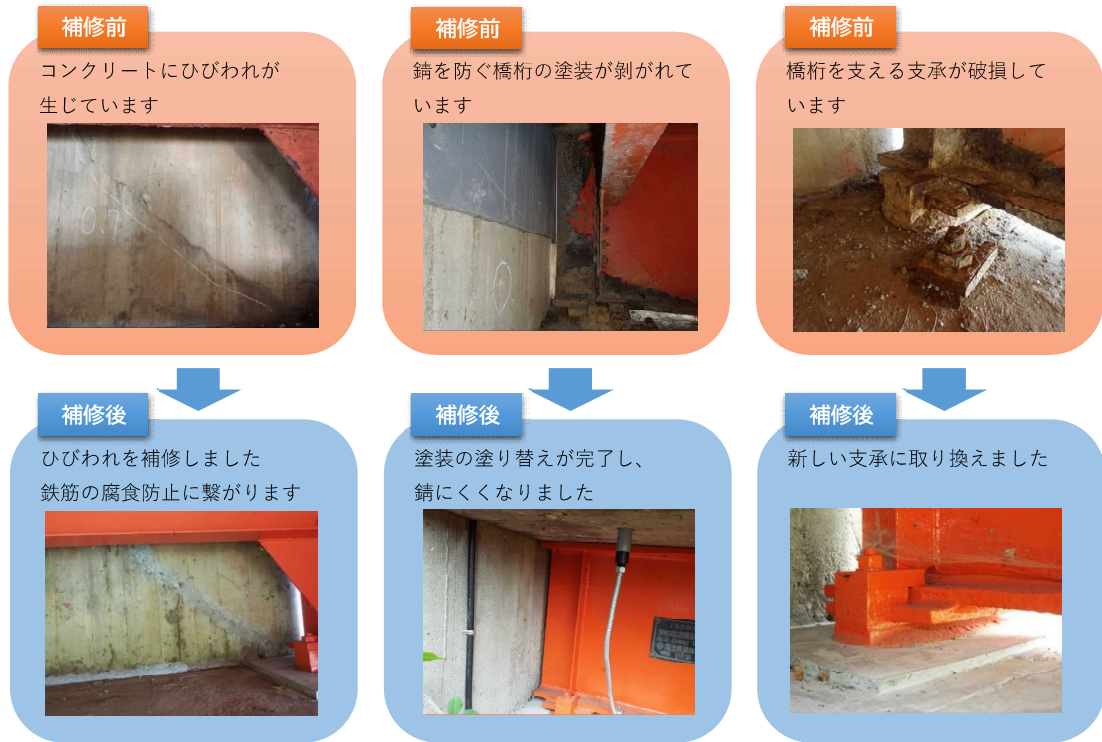 補修前
コンクリートにひびわれが
生じています
0.7
補修前
錆を防ぐ橋桁の塗装が剝がれて
います
補修前
橋桁を支える支承が破損して
います
補修後
ひびわれを補修しました
鉄筋の腐食防止に繋がります
補修後
塗装の塗り替えが完了し、
錆にくくなりました
補修後
新しい支承に取り換えました